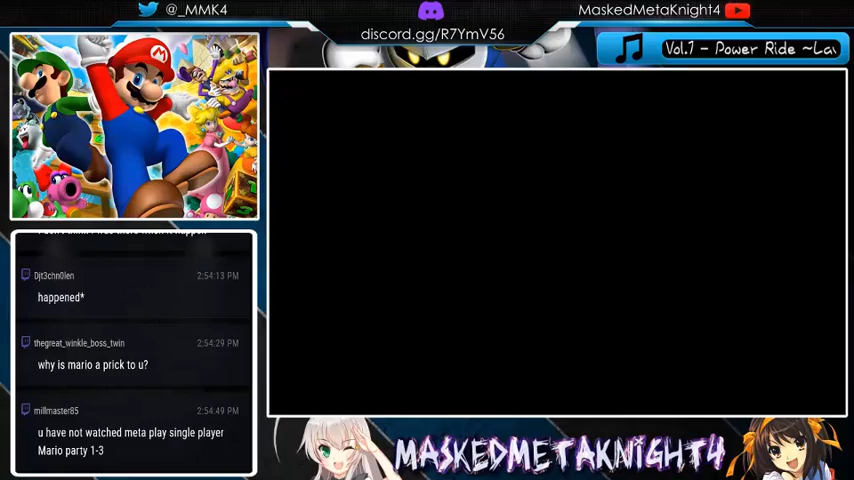 @_MMK4
discord.gg/R7YmV56
MaskedMetaKnight4
Vol.1 - Power Ride ~La
Djt3chn0len
2:54:13 PM
happened*
thegreat_winkle_boss_twin
2:54:29 PM
why is mario a prick to u?
millmaster85
2:54:49 PM
u have not watched meta play single player
Mario party 1-3
MASKEDMETAKNIGHT4